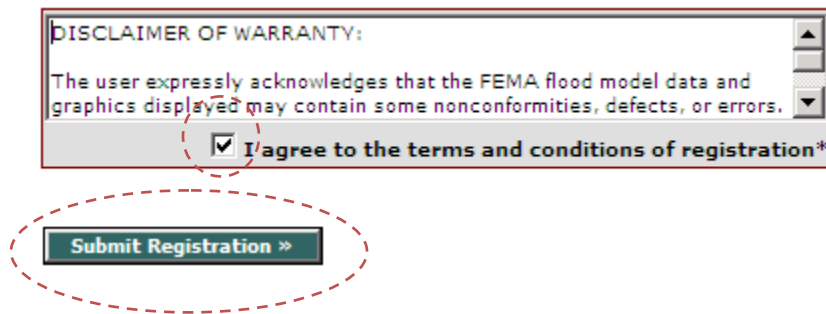 DISCLAIMER OF WARRANTY:
The user expressly acknowledges that the FEMA flood model data and
graphics displayed may contain some nonconformities, defects, or errors.
I agree to the terms and conditions of registration*
Submit Registration »